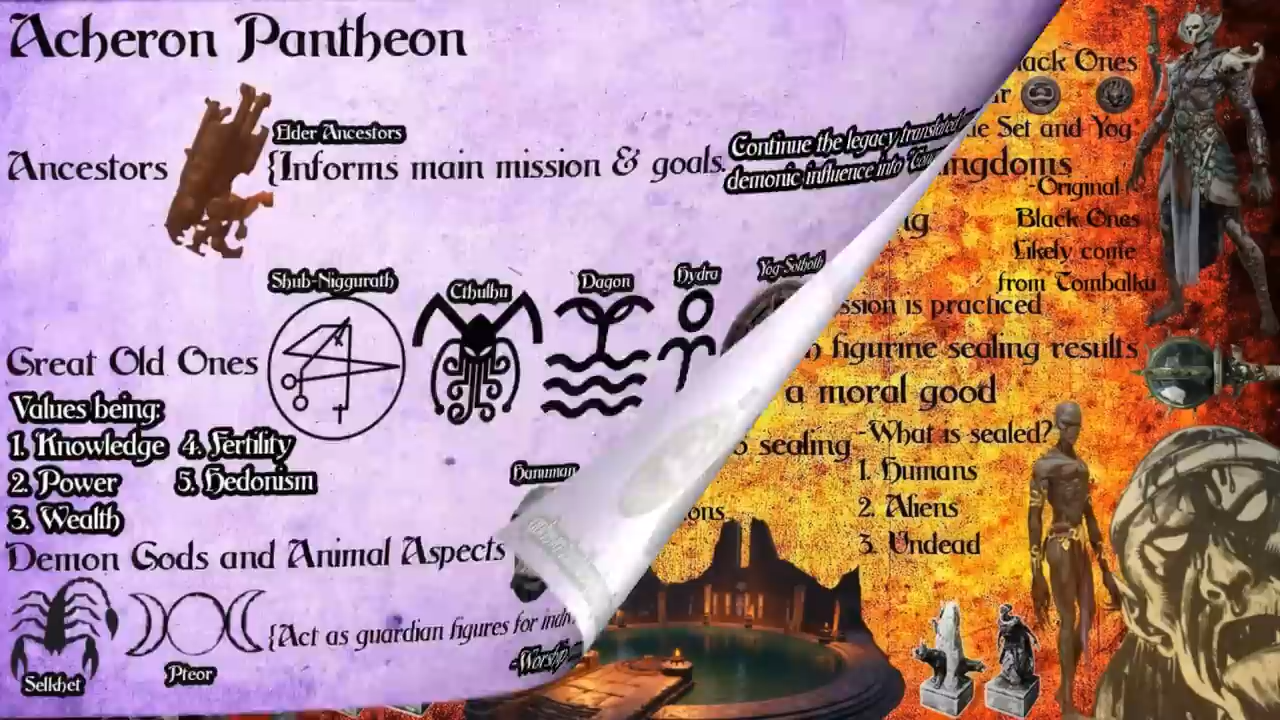 Acheron Pantheon
Elder Ancestors
Ancestors
{Informs main mission & goals.
Continue the legacy translated
demonic influence into
Shub-Niggurath
Cthulhu
Dagon
Hydra
Yog-Sothoth
Great Old Ones
Values being:
1. Knowledge 4. Fertility
2. Power 5. Hedonism
3. Wealth
Hanuman
Demon Gods and Animal Aspects
Selkhet
Pteor
{Act as guardian figures for
-Worship
Ones
Set and Yog
-Original
Black Ones
Likely come
from Tombalku
is practiced
figurine sealing results
a moral good
sealing
-What is sealed?
1. Humans
2. Aliens
3. Undead